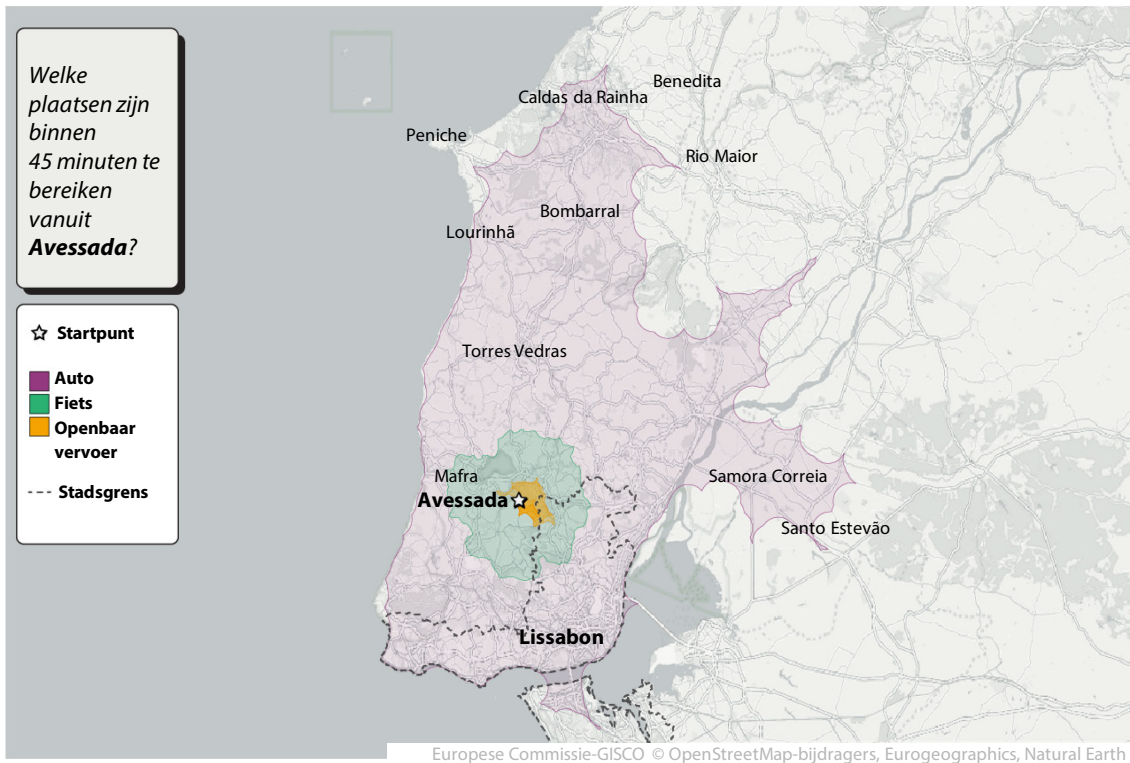 Welke
plaatsen zijn
binnen
45 minuten te
bereiken
vanuit
Avessada?
Startpunt
Auto
Fiets
Openbaar
vervoer
Stadsgrens
Benedita
Caldas da Rainha
Peniche
Rio Maior
Bombarral
Lourinhã
Torres Vedras
Mafra
Samora Correia
Avessada
Santo Estevão
Lissabon
Europese Commissie-GISCO © OpenStreetMap-bijdragers, Eurogeographics, Natural Earth